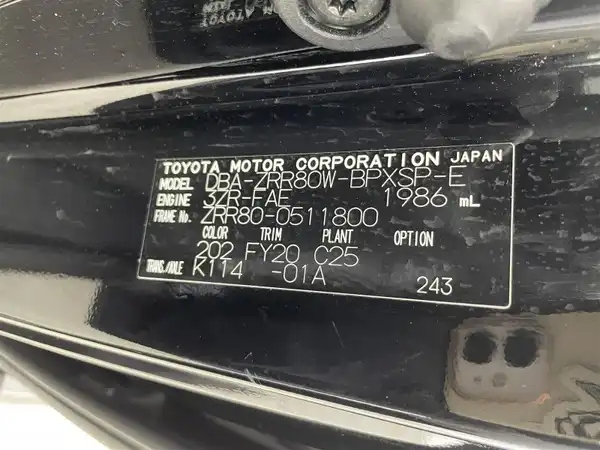 TOYOTA MOTOR CORPORATION JAPAN
MODEL DBA-ZRR80W-BPXSP-E
ENGINE 3ZR-FAE 1986 mL
FRAME No. ZRR80-0511800
COLOR TRIM PLANT OPTION
202 FY20 C25
TRANS./AXLE K114 -01A
243